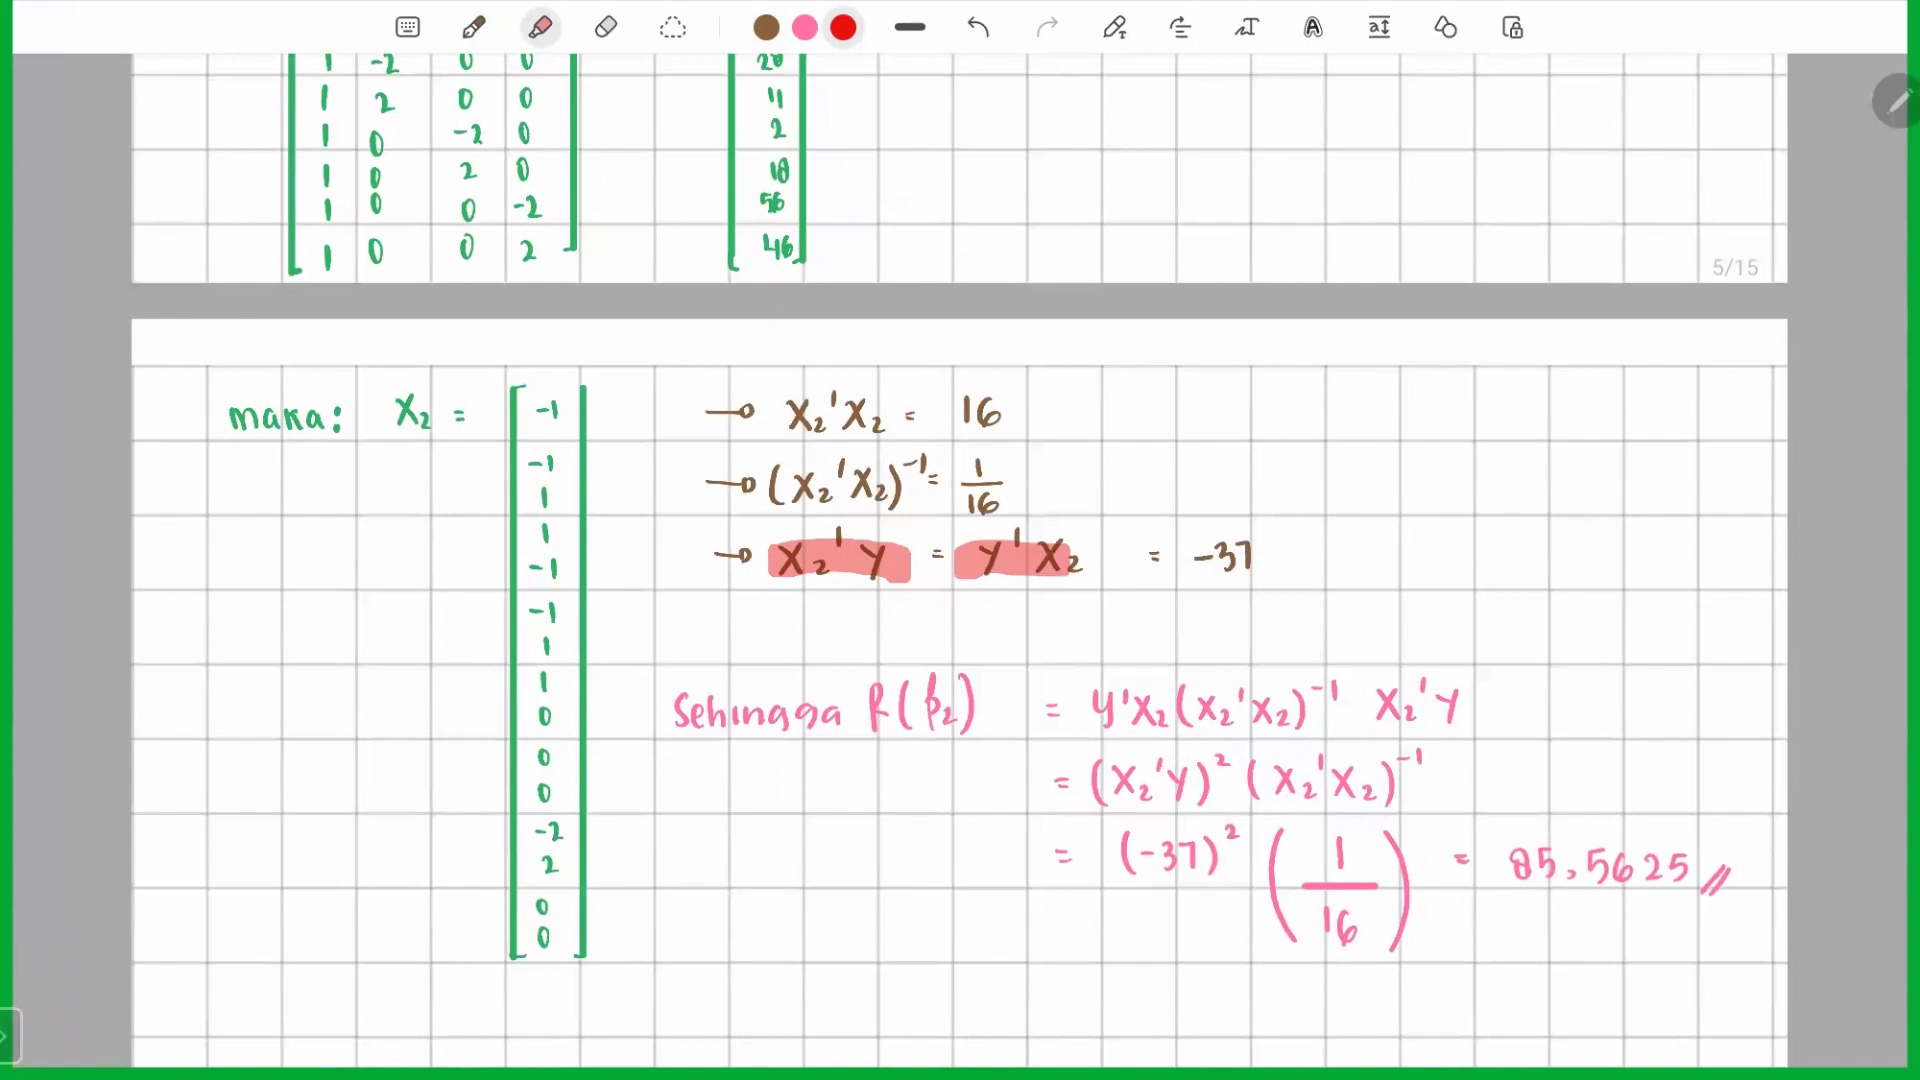 1 -2 0 0 20
1 2 0 0 11
1 0 -2 0 2
1 0 2 0 18
1 0 0 -2 56
1 0 0 2 46
5/15
maka: X₂ =
-1
-1
1
1
-1
-1
1
1
0
0
0
-2
2
0
0
X₂'X₂ = 16
(X₂'X₂)⁻¹ = 1/16
X₂'Y = Y'X₂ = -37
Sehingga R(β₂) = Y'X₂(X₂'X₂)⁻¹ X₂'Y
= (X₂'Y)² (X₂'X₂)⁻¹
= (-37)² (1/16) = 85,5625 //